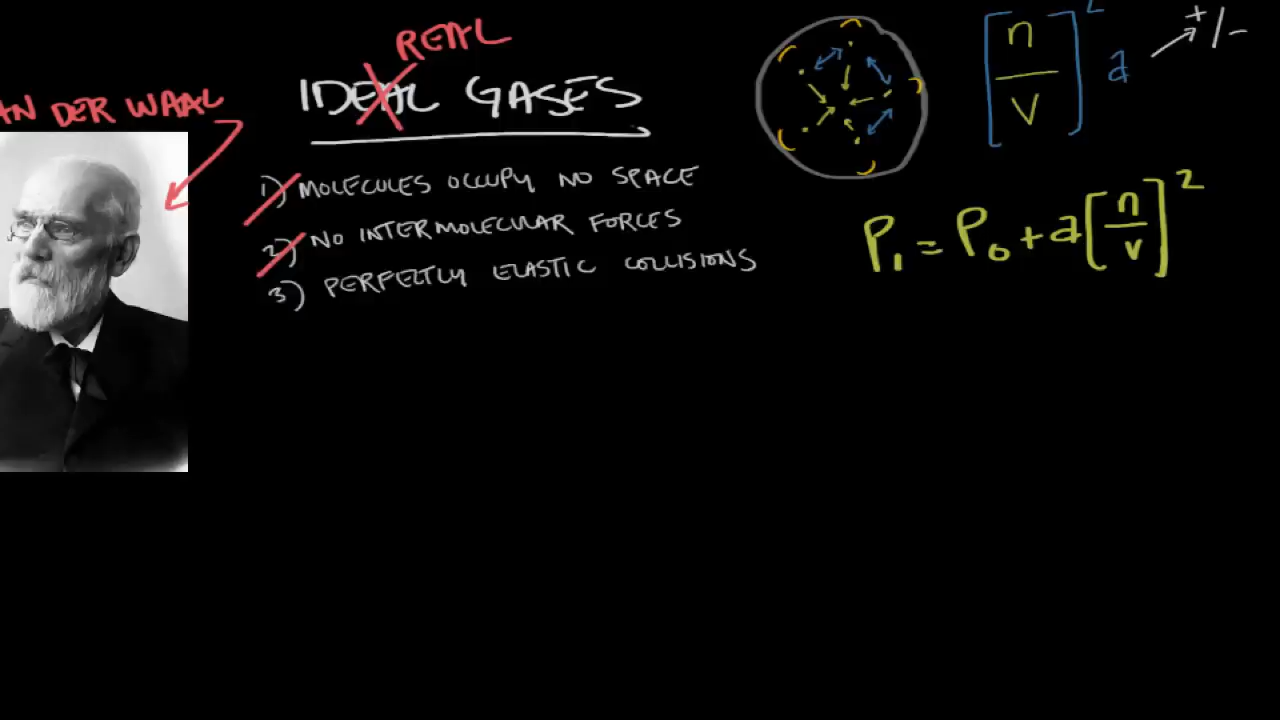 REAL
IDEAL GASES
AN DER WAAL
1) MOLECULES OCCUPY NO SPACE
2) NO INTERMOLECULAR FORCES
3) PERFECTLY ELASTIC COLLISIONS
[n/v]² a +/-
P₁ = P₀ + a[n/v]²